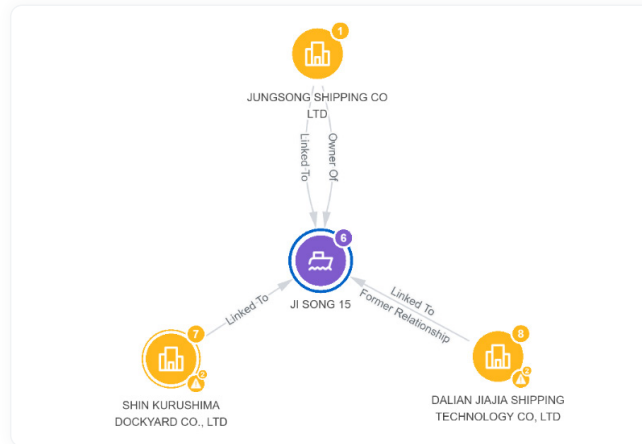 1
JUNGSONG SHIPPING CO
LTD
Linked To
Owner Of
6
JI SONG 15
Linked To
Linked To
Former Relationship
7
2
SHIN KURUSHIMA
DOCKYARD CO., LTD
8
2
DALIAN JIAJIA SHIPPING
TECHNOLOGY CO, LTD